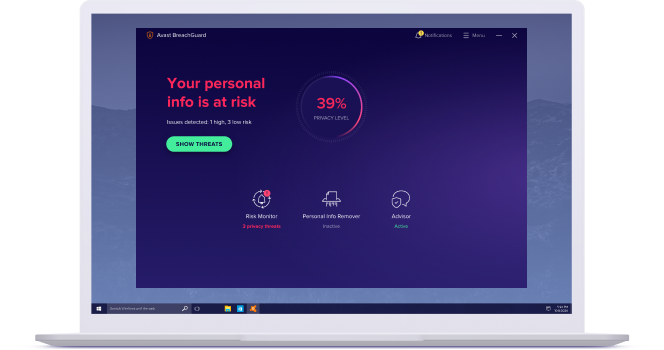 Avast BreachGuard
Notifications
Menu
Your personal
info is at risk
Issues detected: 1 high, 3 low risk
SHOW THREATS
39%
PRIVACY LEVEL
Risk Monitor
3 privacy threats
Personal Info Remover
Inactive
Advisor
Active